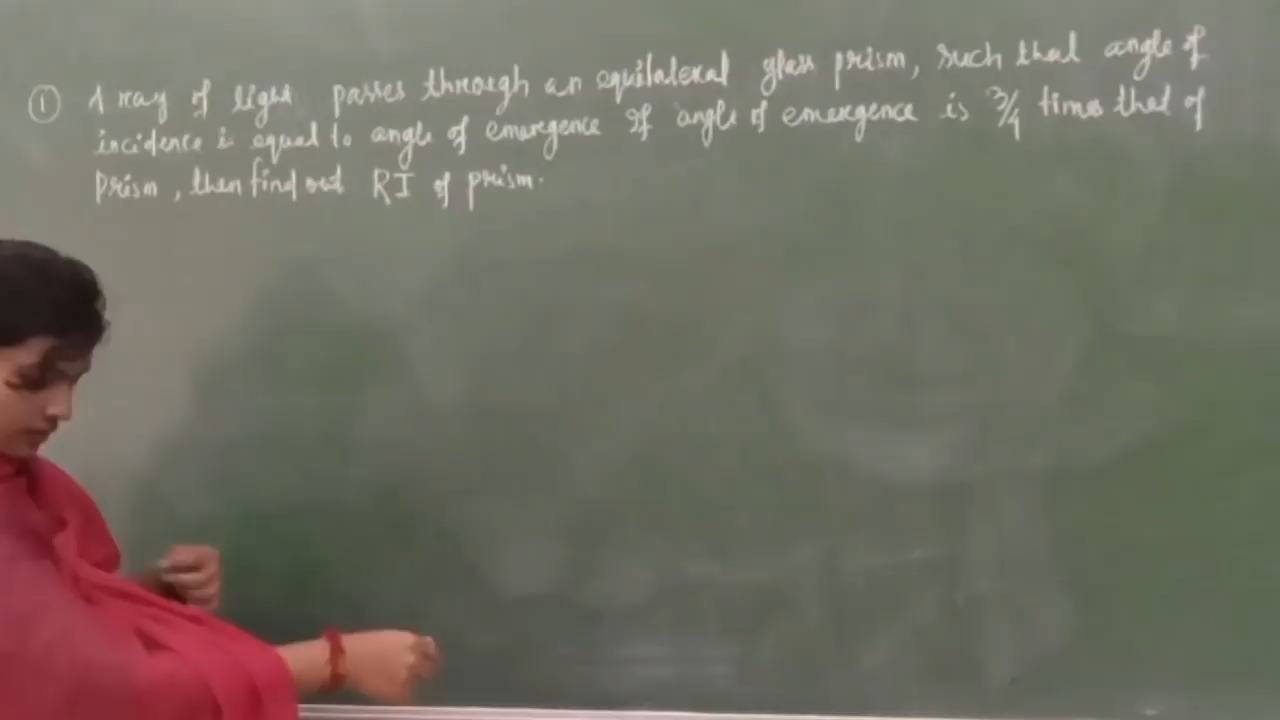 ① A ray of light passes through an equilateral glass prism, such that angle of
incidence is equal to angle of emergence If angle of emergence is 3/4 times that of
Prism, then find out RI of prism.